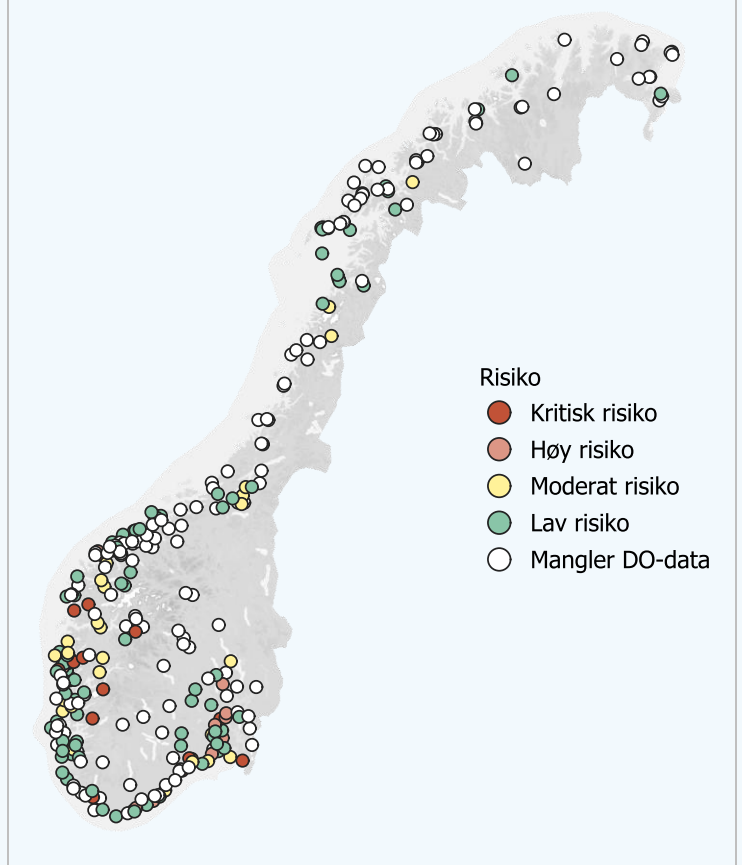 Risiko
Kritisk risiko
Høy risiko
Moderat risiko
Lav risiko
Mangler DO-data